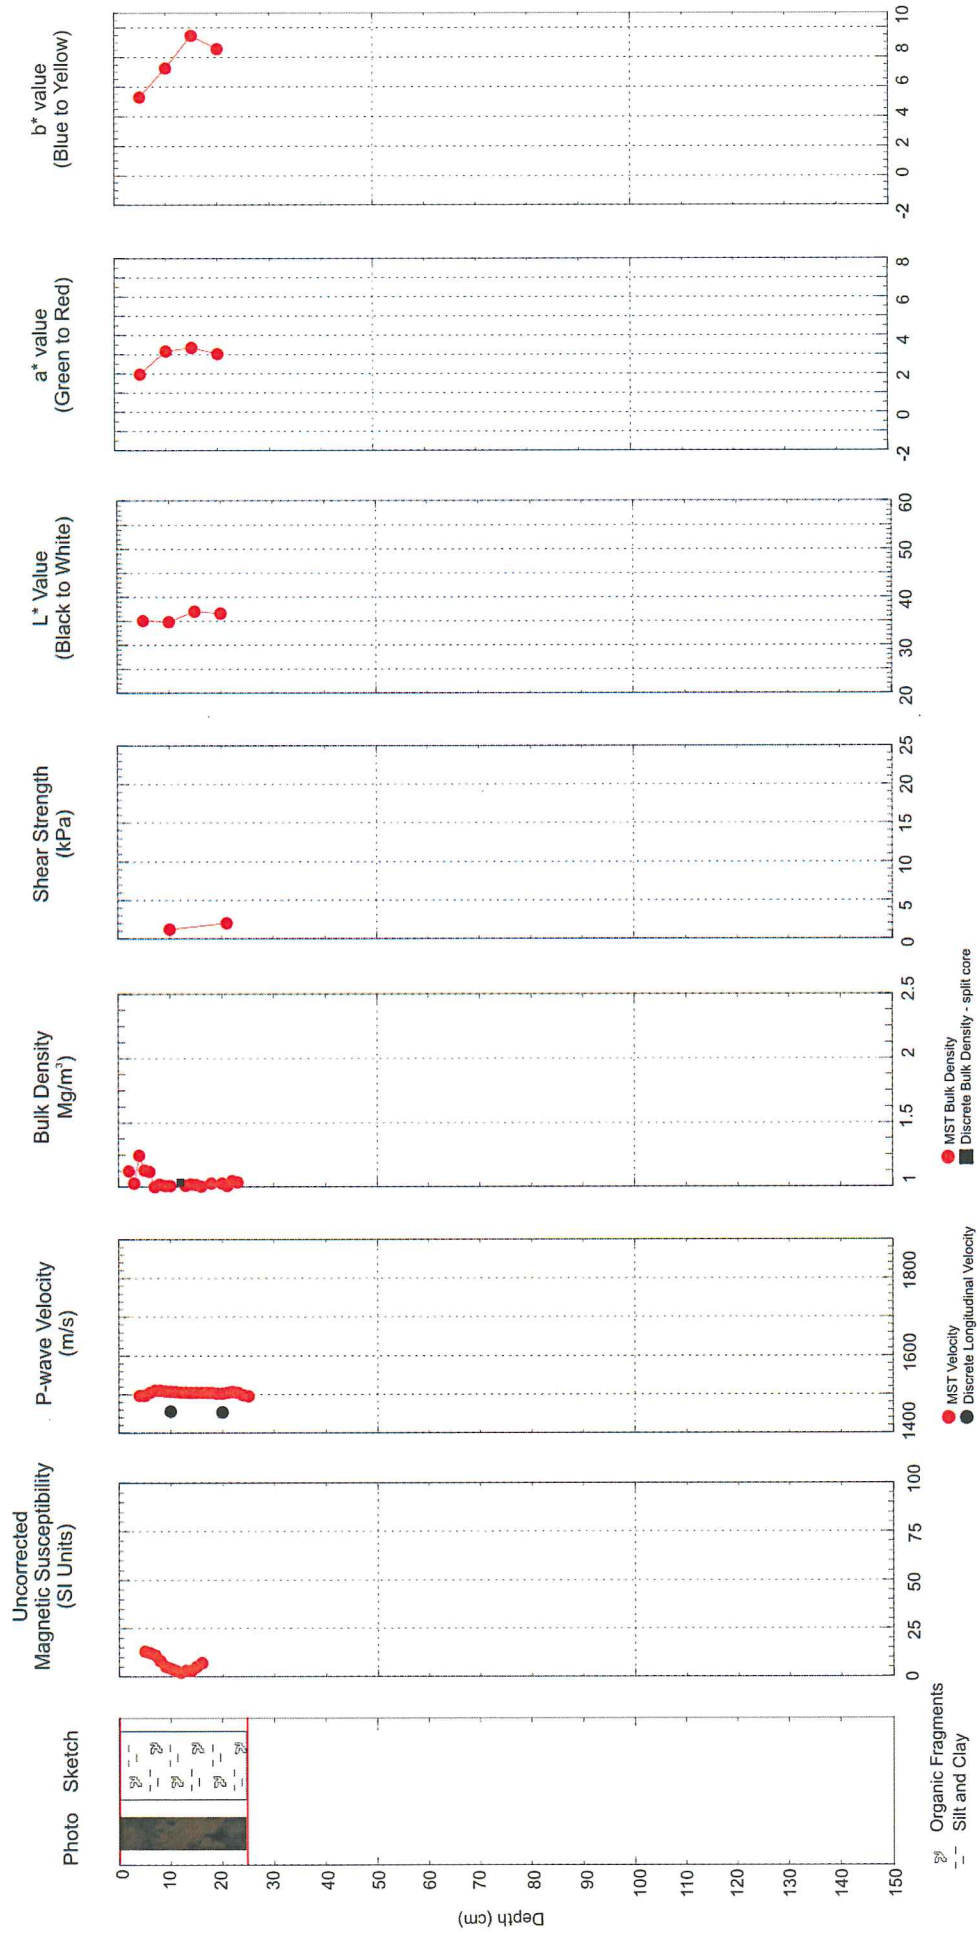 Photo
Sketch
Uncorrected
Magnetic Susceptibility
(SI Units)
P-wave Velocity
(m/s)
Bulk Density
Mg/m³
Shear Strength
(kPa)
L* Value
(Black to White)
a* value
(Green to Red)
b* value
(Blue to Yellow)
Depth (cm)
0
10
20
30
40
50
60
70
80
90
100
110
120
130
140
150
0
25
50
75
100
1400
1600
1800
1
1.5
2
2.5
0
5
10
15
20
25
20
30
40
50
60
-2
0
2
4
6
8
-2
0
2
4
6
8
10
Organic Fragments
Silt and Clay
MST Velocity
Discrete Longitudinal Velocity
MST Bulk Density
Discrete Bulk Density - split core